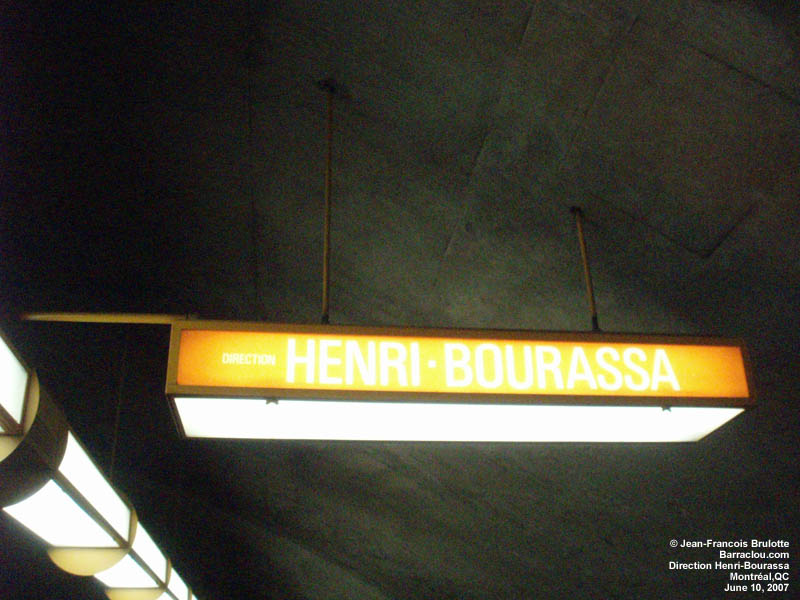 DIRECTION HENRI·BOURASSA
© Jean-Francois Brulotte
Barraclou.com
Direction Henri-Bourassa
Montréal,QC
June 10, 2007